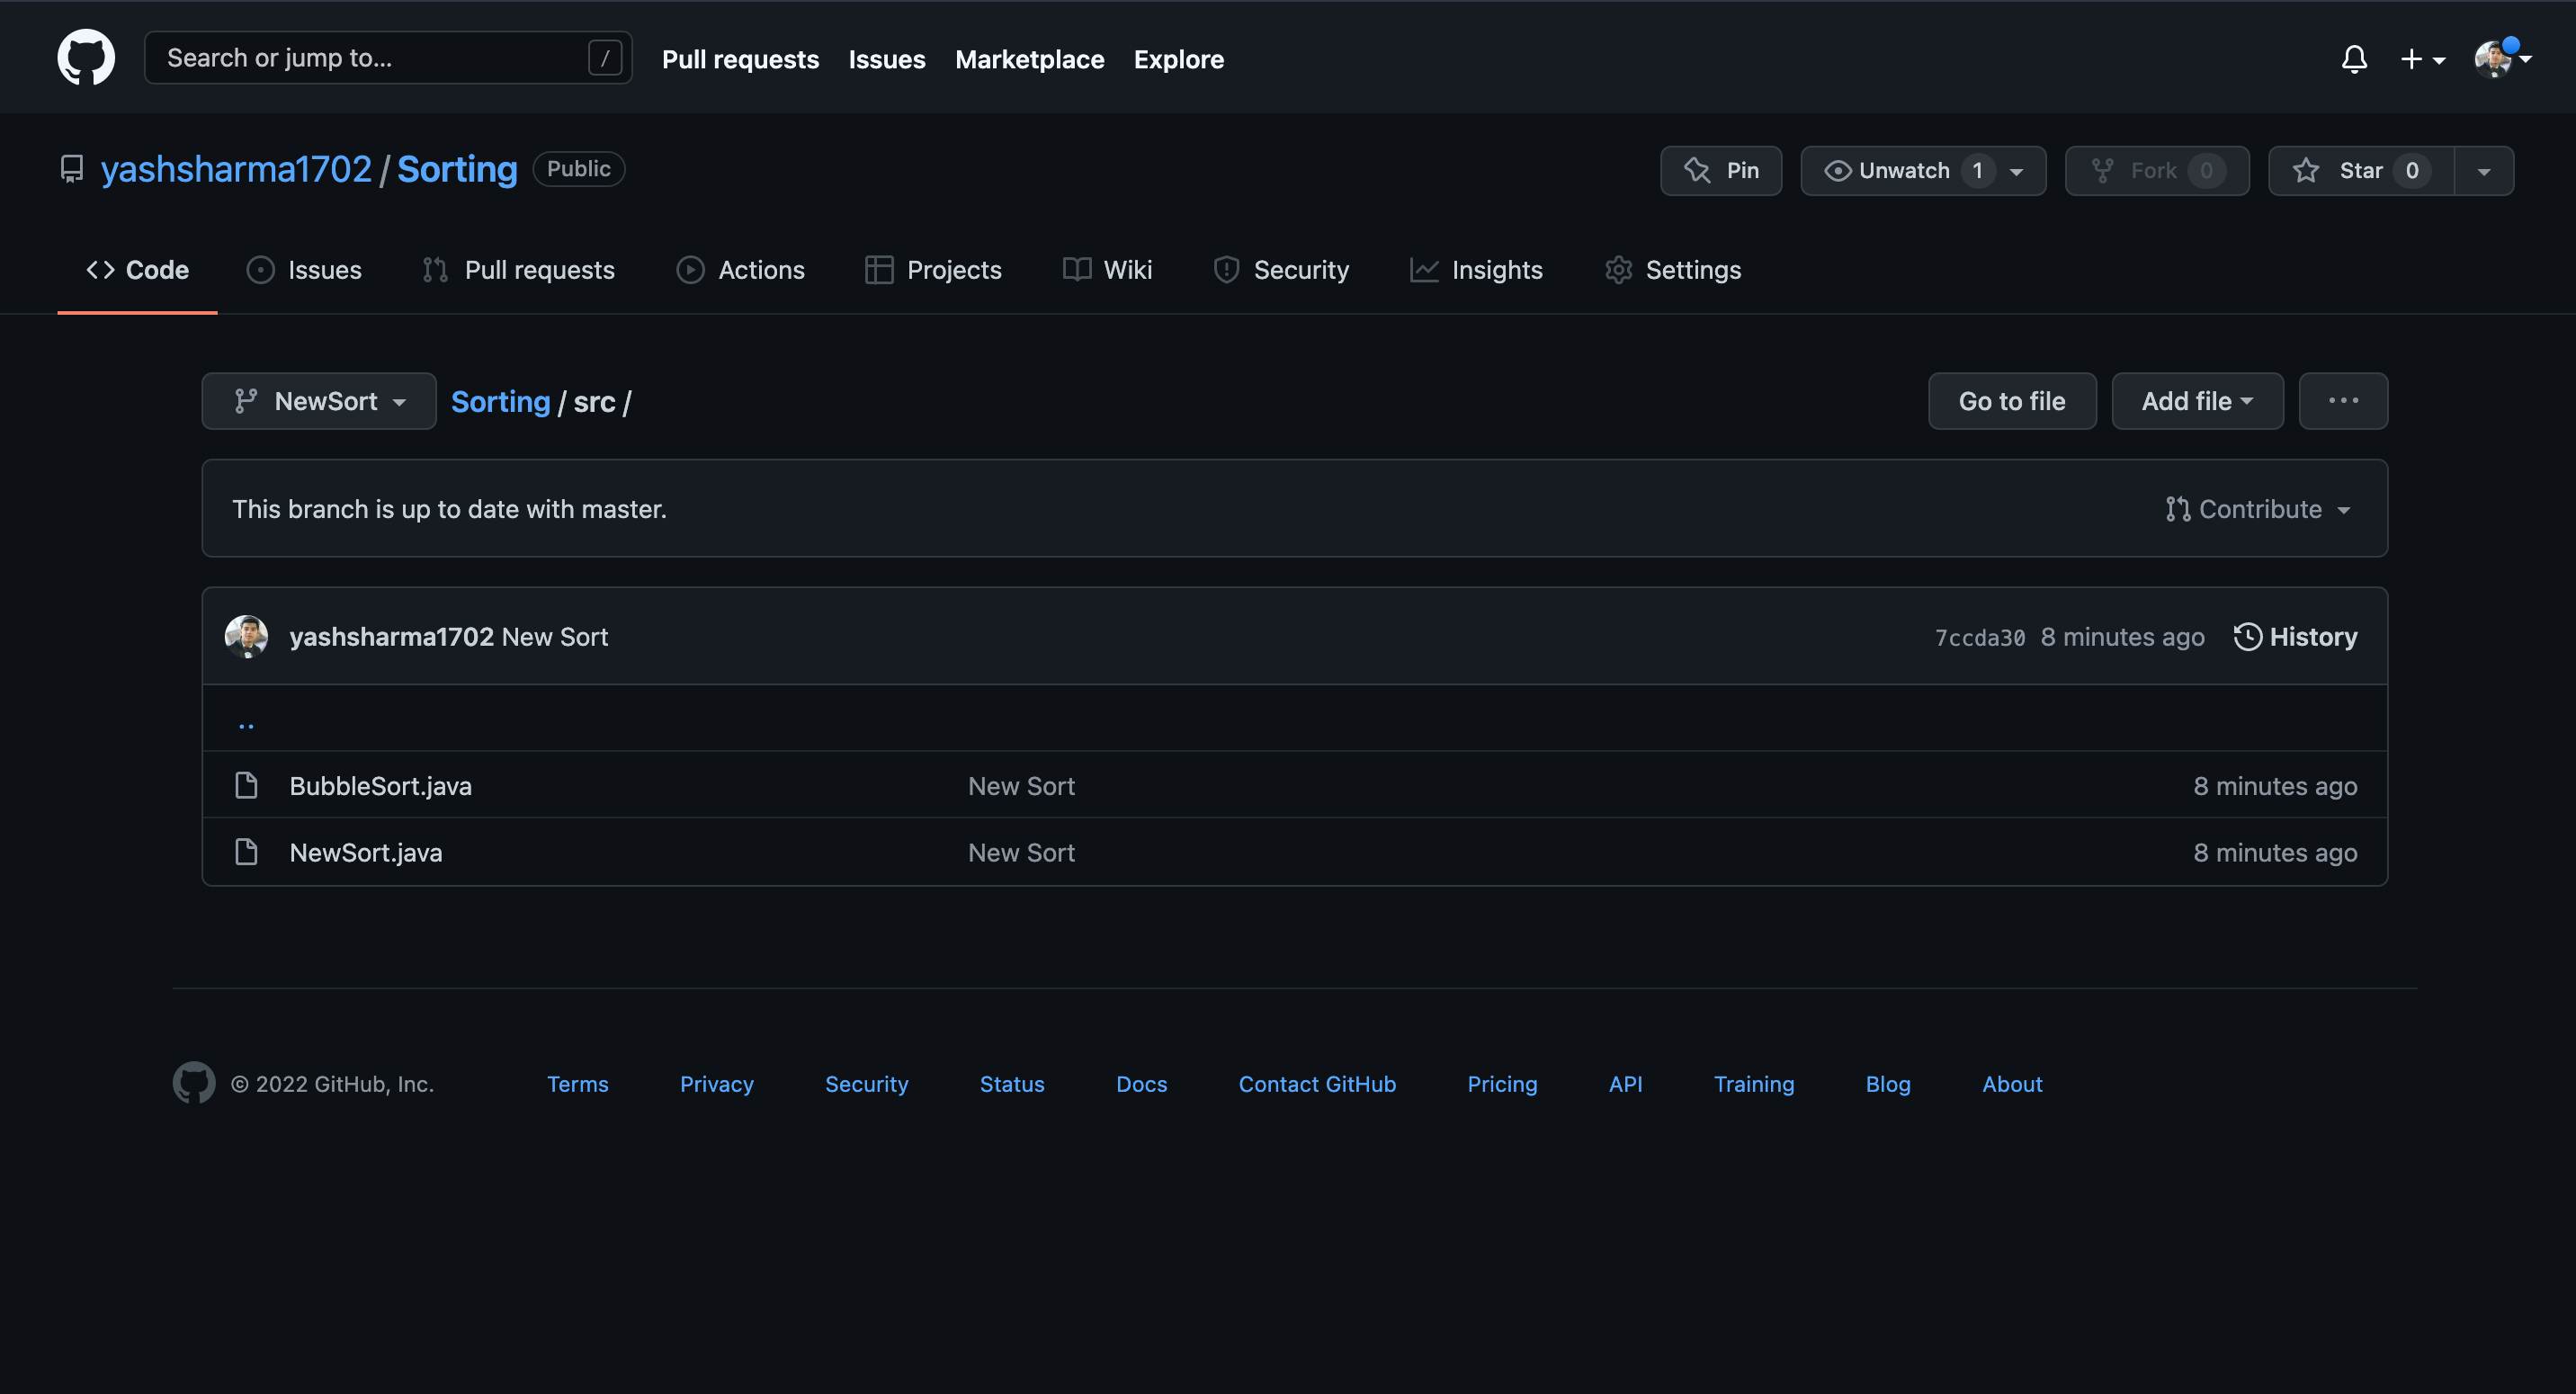 Search or jump to... / Pull requests Issues Marketplace Explore
yashsharma1702 / Sorting Public Pin Unwatch 1 Fork 0 Star 0
Code Issues Pull requests Actions Projects Wiki Security Insights Settings
NewSort Sorting / src / Go to file Add file ...
This branch is up to date with master. Contribute
yashsharma1702 New Sort 7ccda30 8 minutes ago History
..
BubbleSort.java New Sort 8 minutes ago
NewSort.java New Sort 8 minutes ago
© 2022 GitHub, Inc. Terms Privacy Security Status Docs Contact GitHub Pricing API Training Blog About